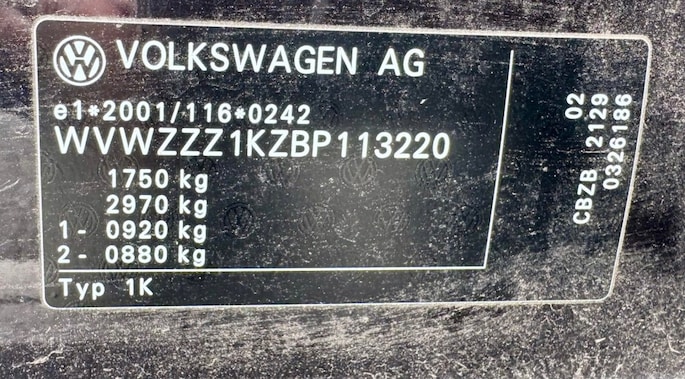 VOLKSWAGEN AG
e1*2001/116*0242
WVWZZZ1KZBP113220
1750 kg
2970 kg
1- 0920 kg
2- 0880 kg
Typ 1K
02
CBZB 2129
0326186